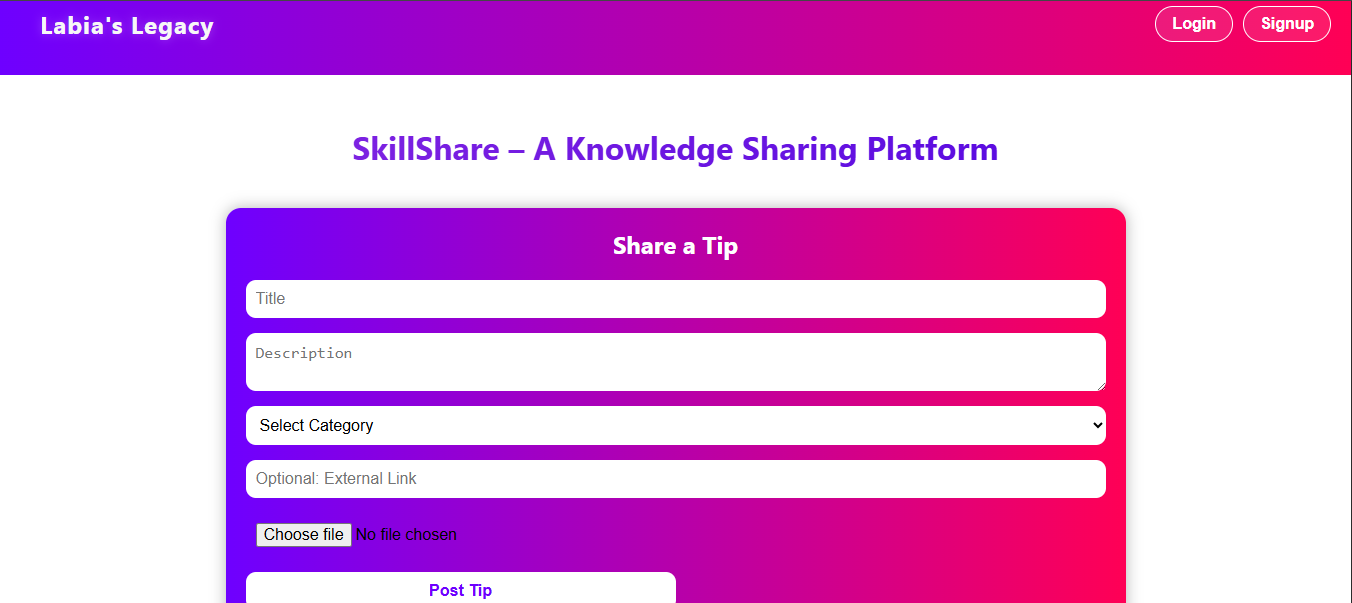 Labia's Legacy
Login
Signup
SkillShare – A Knowledge Sharing Platform
Share a Tip
Title
Description
Select Category
Optional: External Link
Choose file No file chosen
Post Tip